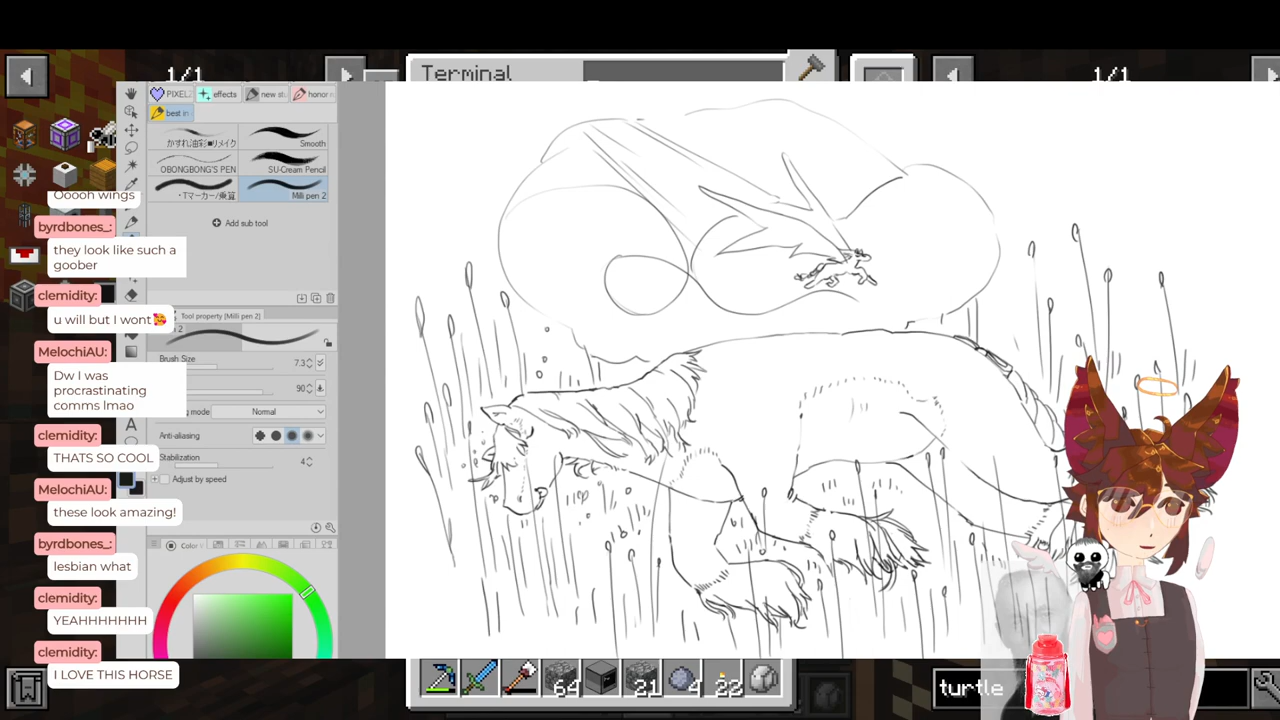 1/1
Terminal
1/1
PIXEL
effects
new st
honor
best in
かすれ油彩■リメイク
Smooth
OBONGBONG'S PEN
SU-Cream Pencil
・Tマーカー/乗算
Milli pen 2
Add sub tool
Tool property [Milli pen 2]
Brush Size
7.3
90
mode
Normal
Anti-aliasing
Stabilization
4
Adjust by speed
Color
Ooooh wings
byrdbones_:
they look like such a
goober
clemidity:
u will but I wont
MelochiAU:
Dw I was
procrastinating
comms lmao
clemidity:
THATS SO COOL
MelochiAU:
these look amazing!
byrdbones_:
lesbian what
clemidity:
YEAHHHHHHH
clemidity:
I LOVE THIS HORSE
64
21
4
22
turtle